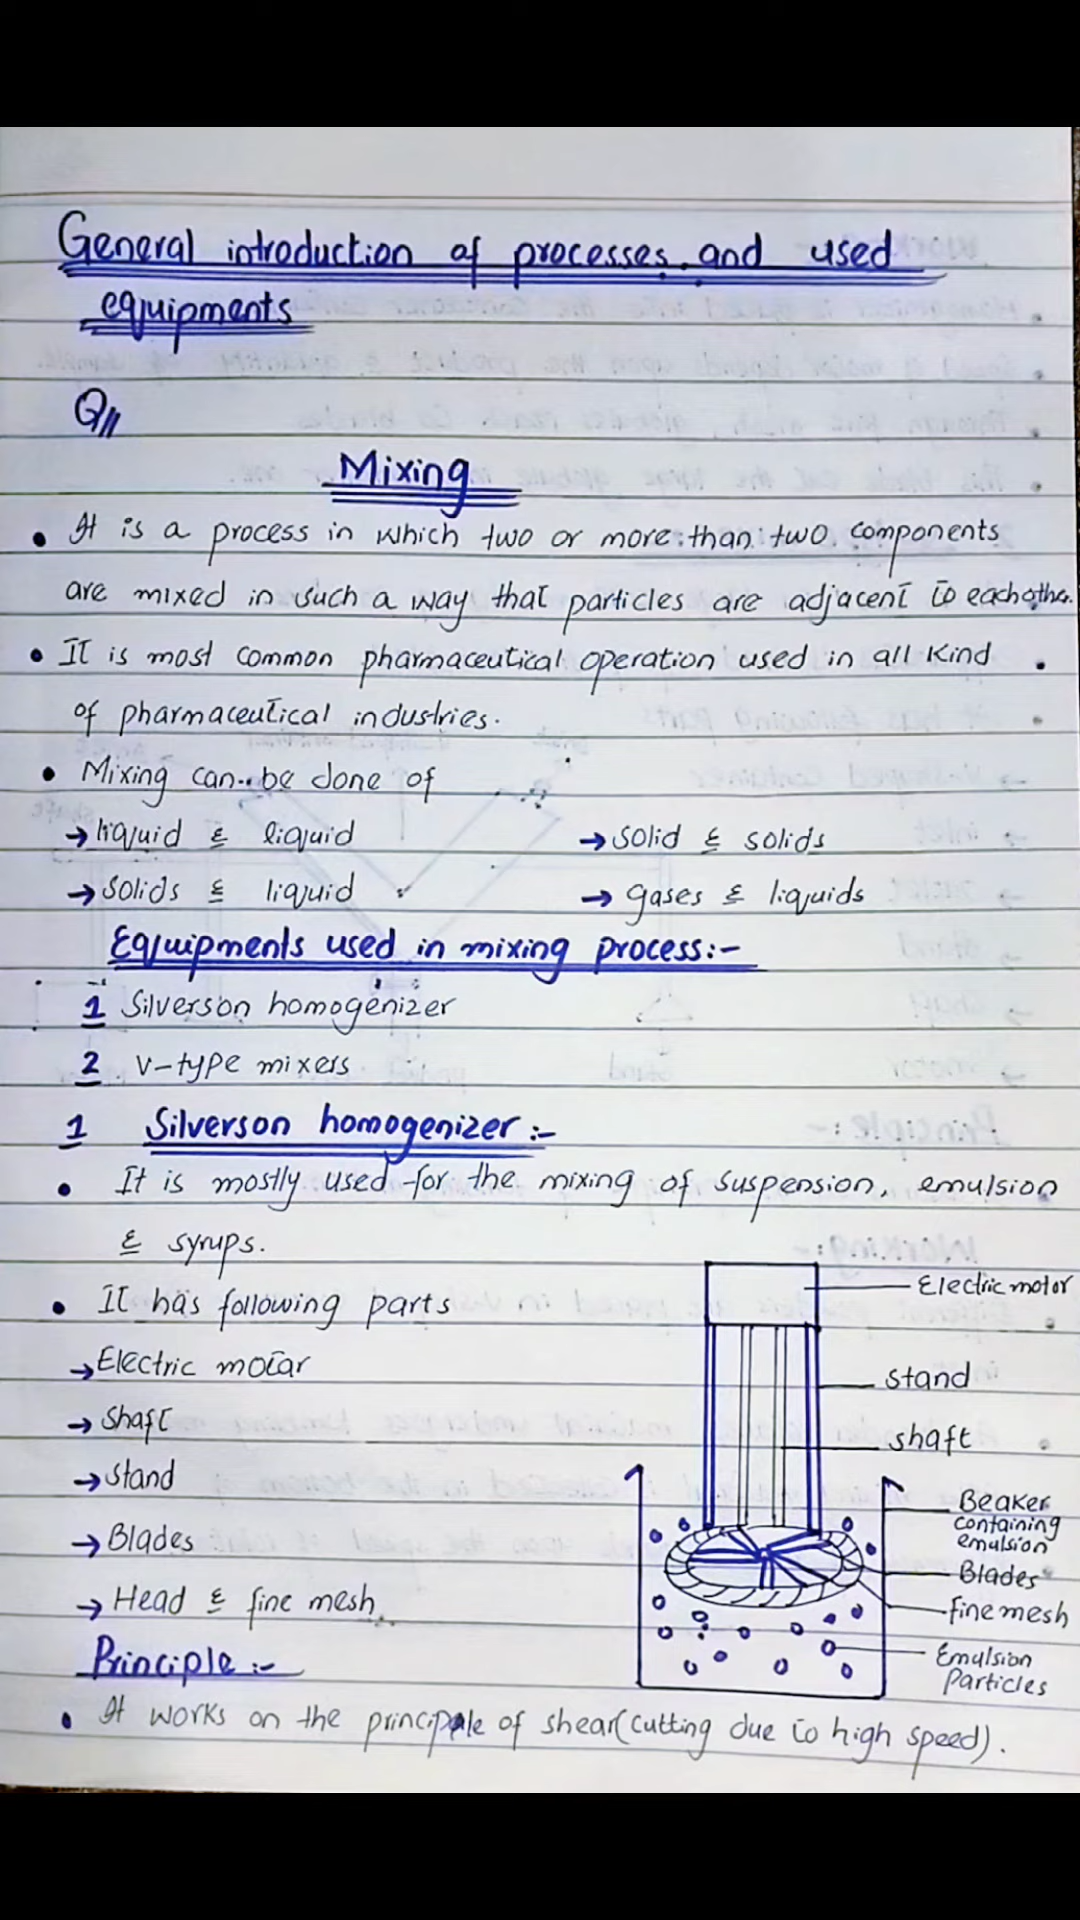 General introduction of processes and used
equipments
Q//
Mixing
• It is a process in which two or more than two components
are mixed in such a way that particles are adjacent to eachother.
• It is most common pharmaceutical operation used in all kind
of pharmaceutical industries.
• Mixing can be done of
→ liquid & liquid → solid & solids
→ solids & liquid → gases & liquids
Equipments used in mixing process:-
1 Silverson homogenizer
2 V-type mixers
1 Silverson homogenizer:-
• It is mostly used for the mixing of suspension, emulsion
& syrups.
• It has following parts
→ Electric motar
→ shaft
→ stand
→ Blades
→ Head & fine mesh
Electric motor
stand
shaft
Beaker
containing
emulsion
Blades
fine mesh
Emulsion
Particles
Principle:-
• It works on the principle of shear (cutting due to high speed).